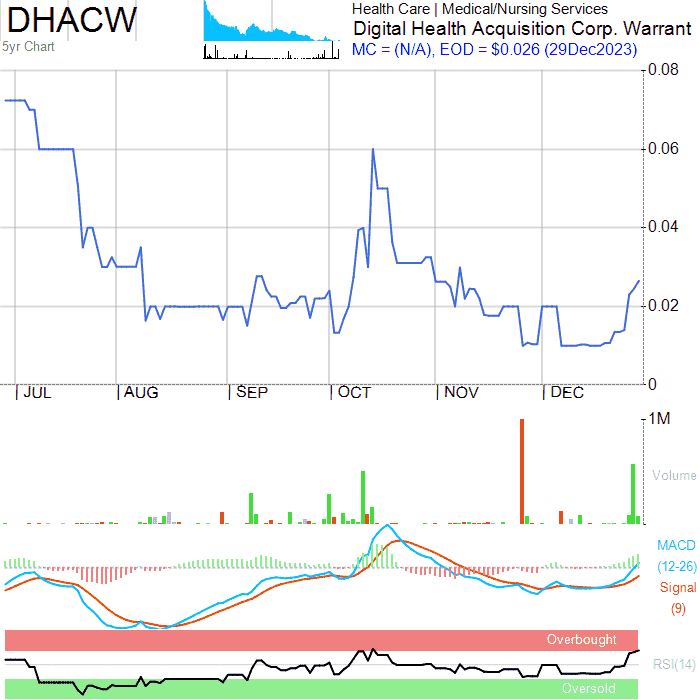 DHACW
5yr Chart
Health Care | Medical/Nursing Services
Digital Health Acquisition Corp. Warrant
MC = (N/A), EOD = $0.026 (29Dec2023)
0.08
0.06
0.04
0.02
0
JUL AUG SEP OCT NOV DEC
1M
Volume
MACD
(12-26)
Signal
(9)
Overbought
RSI(14)
Oversold